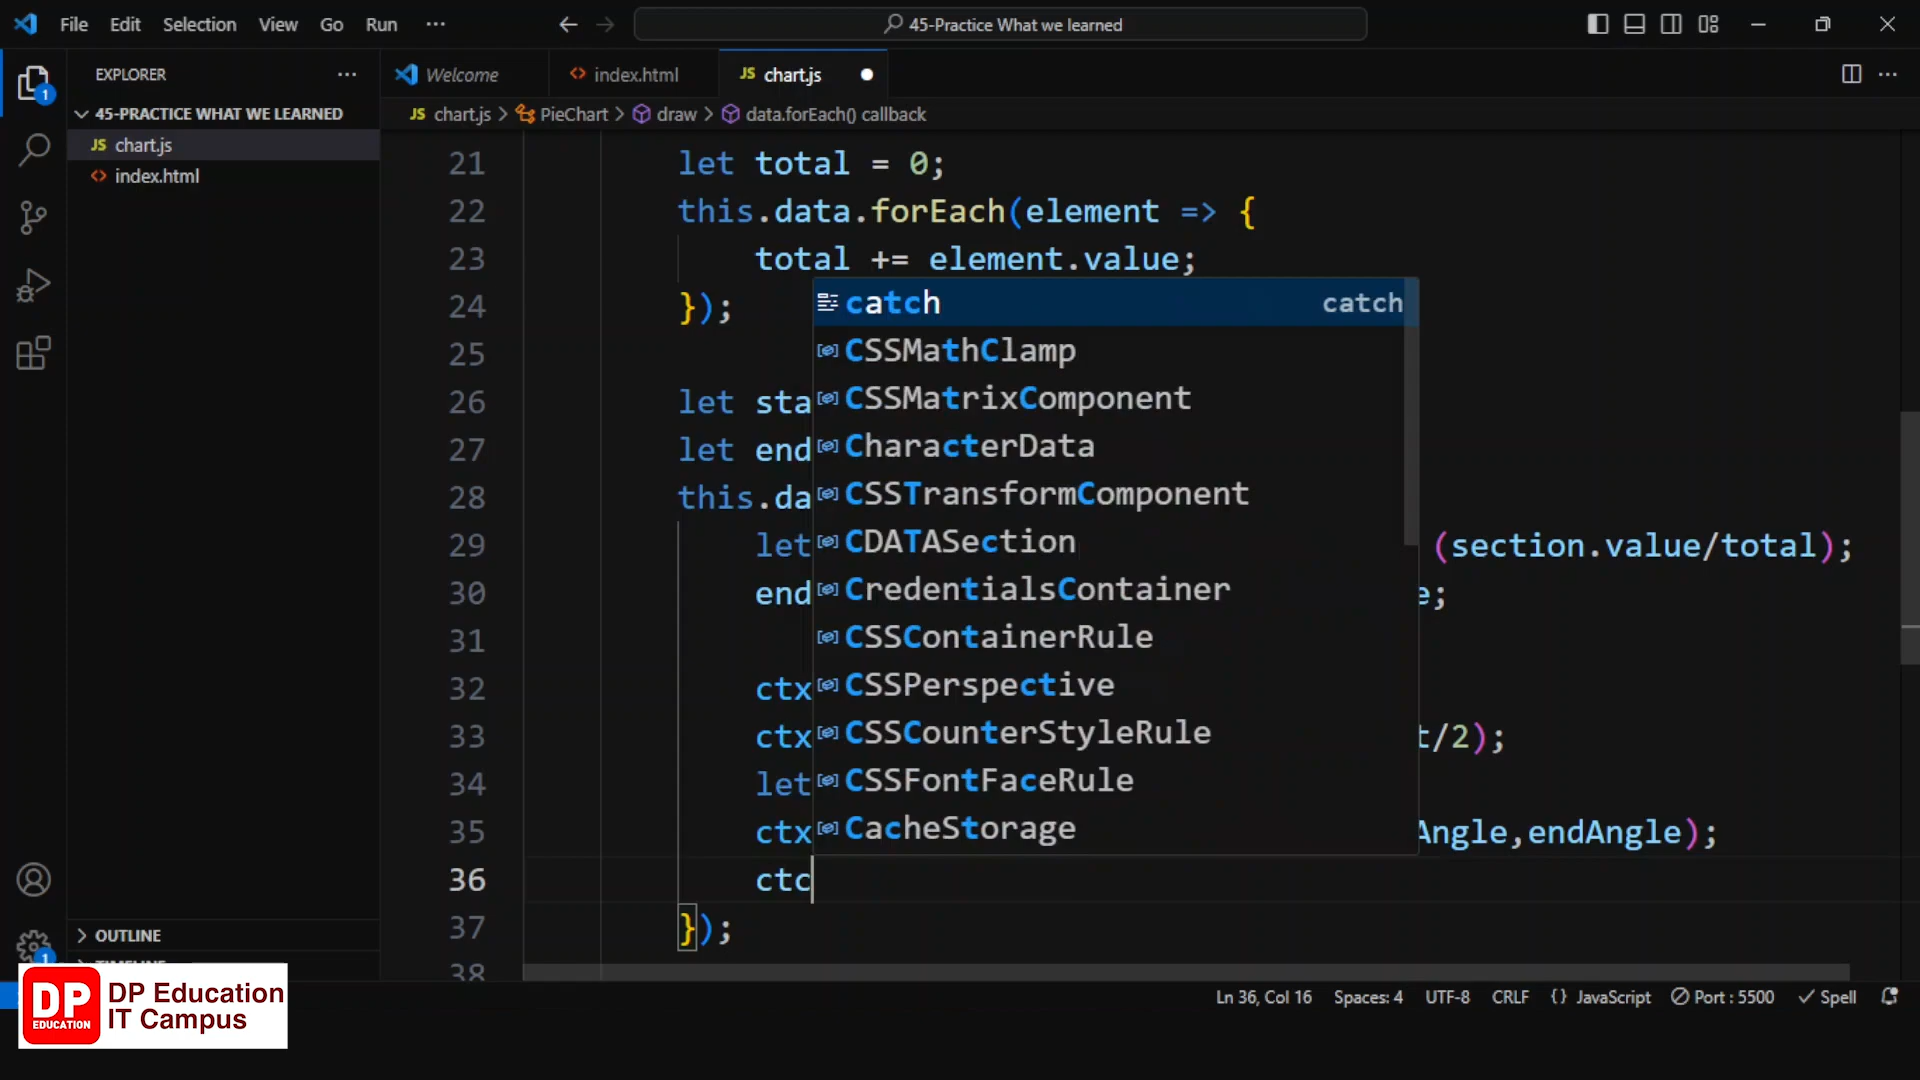 File Edit Selection View Go Run ··· 45-Practice What we learned
EXPLORER ···
Welcome index.html JS chart.js
45-PRACTICE WHAT WE LEARNED
JS chart.js > PieChart > draw > data.forEach() callback
JS chart.js
index.html
21 let total = 0;
22 this.data.forEach(element => {
23 total += element.value;
24 });
25
26 let sta
27 let end
28 this.da
29 let (section.value/total);
30 end e;
31
32 ctx
33 ctx t/2);
34 let
35 ctx Angle,endAngle);
36 ctc
37 });
38
catch catch
CSSMathClamp
CSSMatrixComponent
CharacterData
CSSTransformComponent
CDATASection
CredentialsContainer
CSSContainerRule
CSSPerspective
CSSCounterStyleRule
CSSFontFaceRule
CacheStorage
1
1
OUTLINE
TIMELINE
DP EDUCATION
DP Education
IT Campus
Ln 36, Col 16 Spaces: 4 UTF-8 CRLF {} JavaScript Port : 5500 Spell